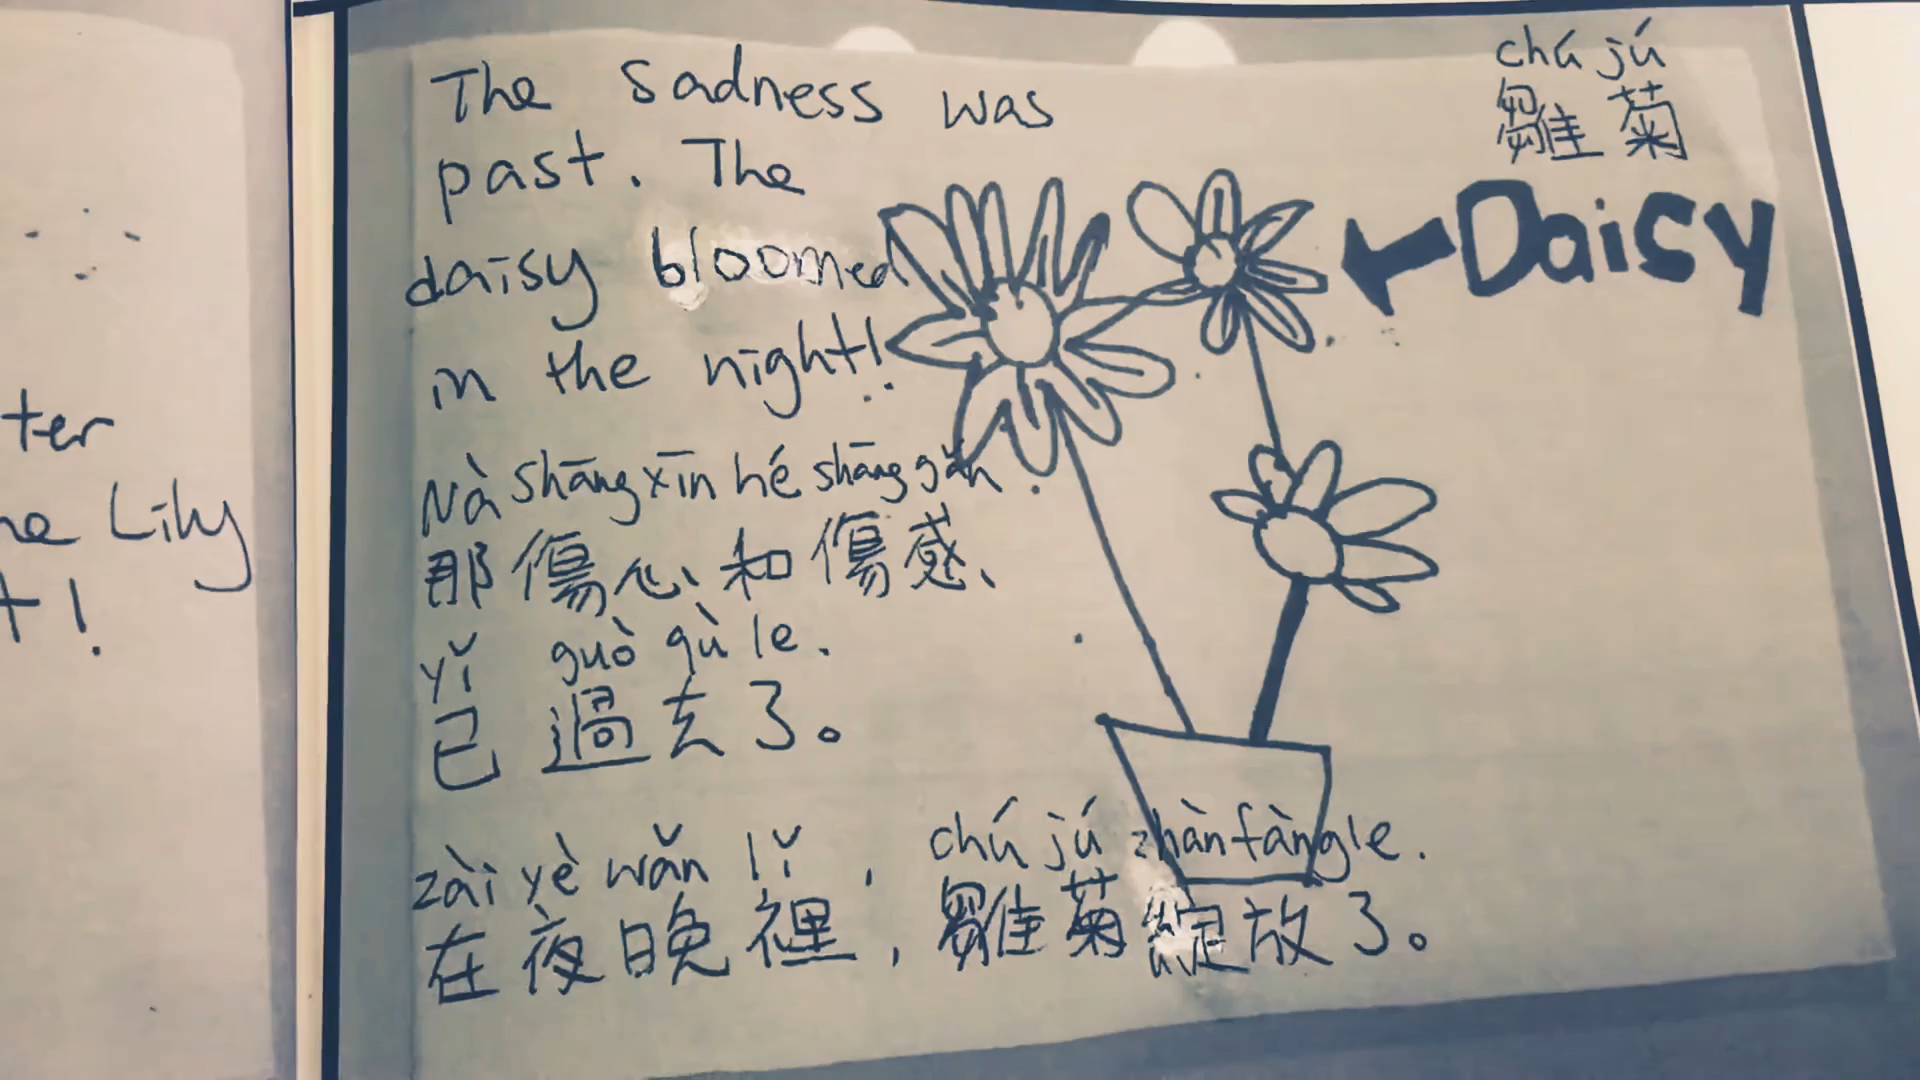 ter
he Lily
t!
The Sadness was
past. The
daisy bloomed
in the night!
Nà shāng xīn hé shāng gǎn
那傷心和傷感、
yǐ guò qù le.
已過去了。
zài yè wǎn lǐ, chú jú zhàn fàng le.
在夜晚裡,雛菊綻放了。
chú jú
雛菊
Daisy